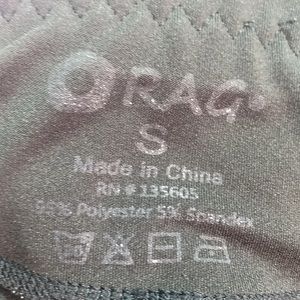 ORAG®
S
Made in China
RN # 135605
95% Polyester 5% Spandex